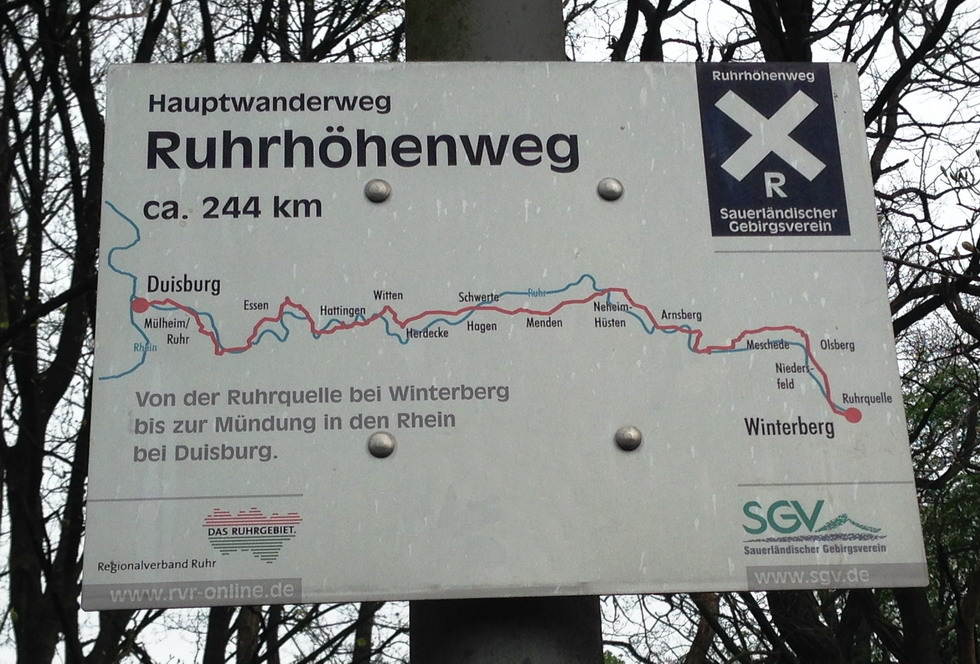 Hauptwanderweg
Ruhrhöhenweg
ca. 244 km
Ruhrhöhenweg
R
Sauerländischer
Gebirgsverein
Duisburg
Mülheim/
Ruhr
Rhein
Essen
Hattingen
Witten
Herdecke
Schwerte
Hagen
Ruhr
Menden
Neheim-
Hüsten
Arnsberg
Meschede
Olsberg
Nieders-
feld
Ruhrquelle
Winterberg
Von der Ruhrquelle bei Winterberg
bis zur Mündung in den Rhein
bei Duisburg.
DAS RUHRGEBIET.
Regionalverband Ruhr
www.rvr-online.de
SGV
Sauerländischer Gebirgsverein
www.sgv.de